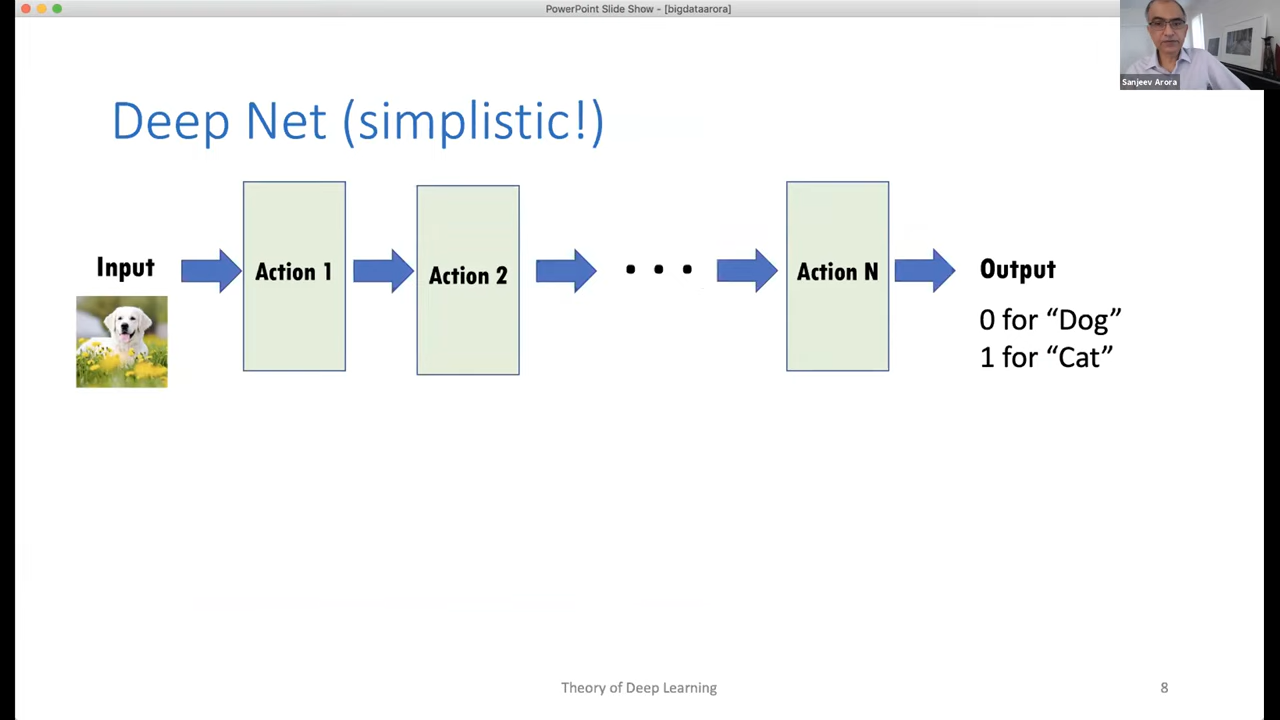 PowerPoint Slide Show - [bigdataarora]
Sanjeev Arora
Deep Net (simplistic!)
Input
Action 1
Action 2
. . .
Action N
Output
0 for “Dog”
1 for “Cat”
Theory of Deep Learning
8